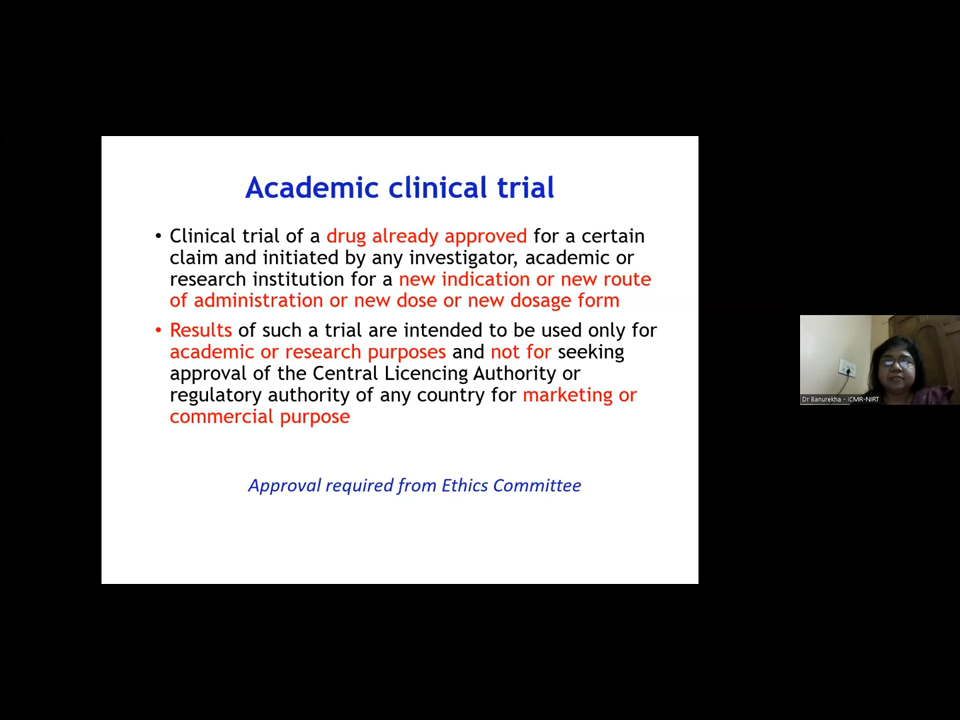 Academic clinical trial
• Clinical trial of a drug already approved for a certain
claim and initiated by any investigator, academic or
research institution for a new indication or new route
of administration or new dose or new dosage form
• Results of such a trial are intended to be used only for
academic or research purposes and not for seeking
approval of the Central Licencing Authority or
regulatory authority of any country for marketing or
commercial purpose
Approval required from Ethics Committee
Dr Banurekha - ICMR-NIRT